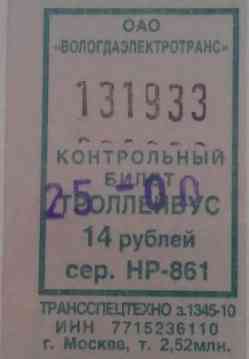 ОАО
«ВОЛОГДАЭЛЕКТРОТРАНС»
131933
КОНТРОЛЬНЫЙ
БИЛЕТ
25-00
ТРОЛЛЕЙБУС
14 рублей
сер. НР-861
ТРАНССПЕЦТЕХНО з.1345-10
ИНН 7715236110
г. Москва, т. 2,52млн.